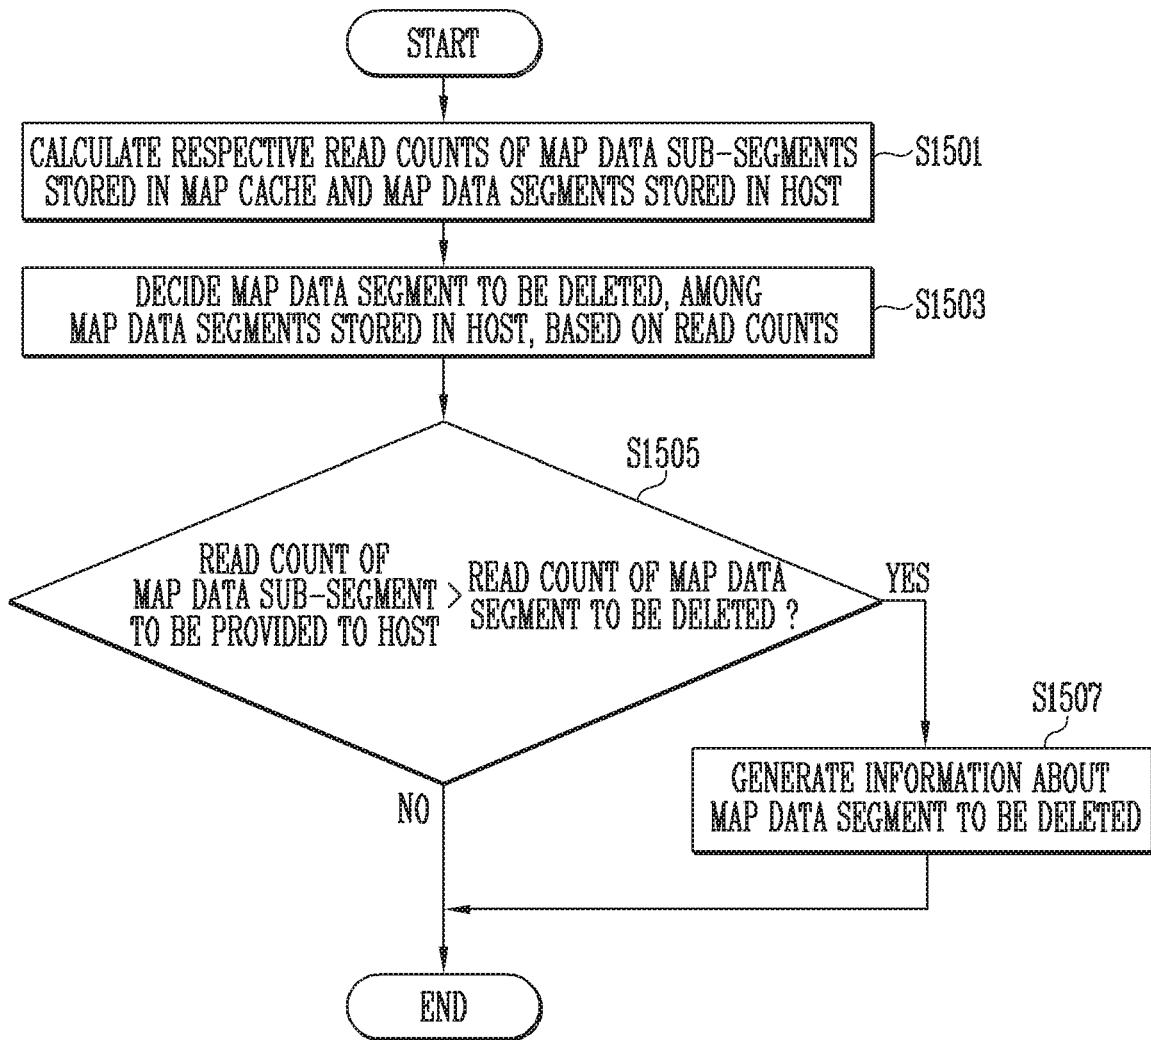 START
CALCULATE RESPECTIVE READ COUNTS OF MAP DATA SUB-SEGMENTS
STORED IN MAP CACHE AND MAP DATA SEGMENTS STORED IN HOST
S1501
DECIDE MAP DATA SEGMENT TO BE DELETED, AMONG
MAP DATA SEGMENTS STORED IN HOST, BASED ON READ COUNTS
S1503
S1505
READ COUNT OF
MAP DATA SUB-SEGMENT
TO BE PROVIDED TO HOST
>
READ COUNT OF MAP DATA
SEGMENT TO BE DELETED ?
YES
S1507
GENERATE INFORMATION ABOUT
MAP DATA SEGMENT TO BE DELETED
NO
END